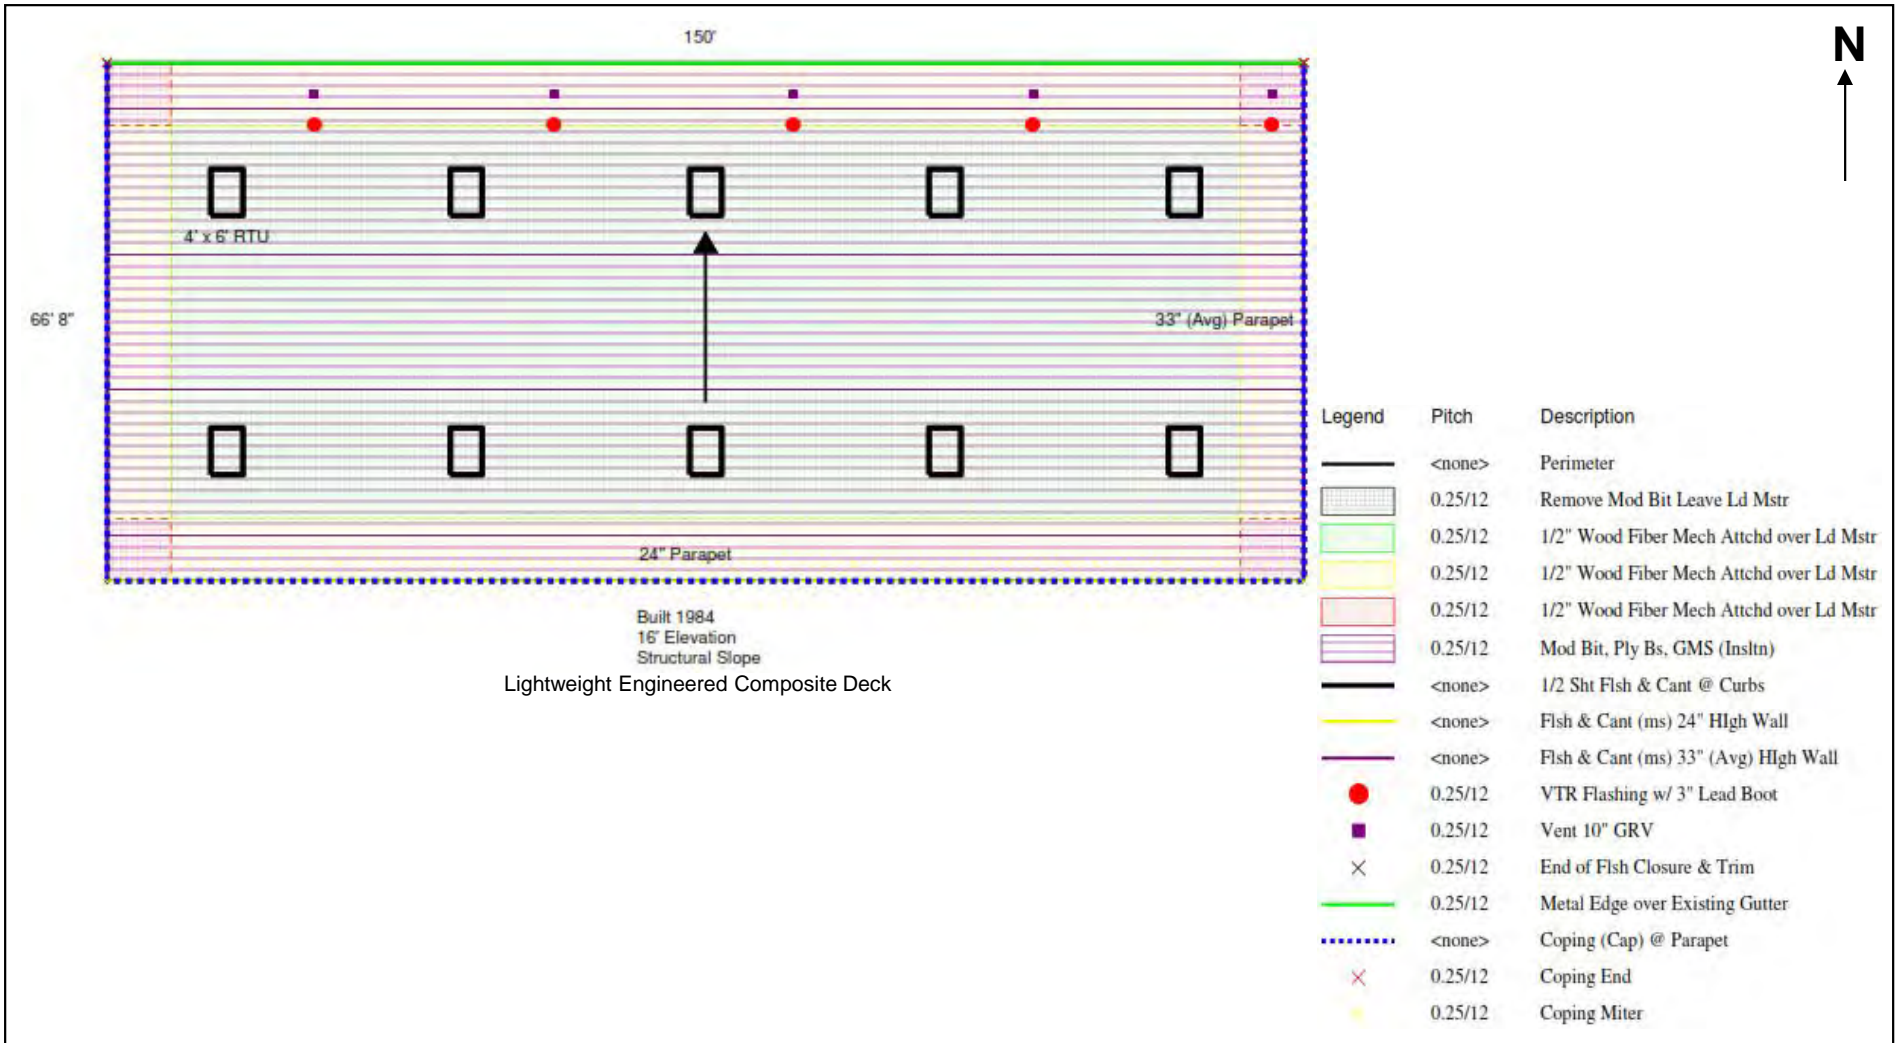 150'
N
4' x 6' RTU
66' 8"
33" (Avg) Parapet
24" Parapet
Built 1984
16' Elevation
Structural Slope
Lightweight Engineered Composite Deck
Legend Pitch Description
<none> Perimeter
0.25/12 Remove Mod Bit Leave Ld Mstr
0.25/12 1/2" Wood Fiber Mech Attchd over Ld Mstr
0.25/12 1/2" Wood Fiber Mech Attchd over Ld Mstr
0.25/12 1/2" Wood Fiber Mech Attchd over Ld Mstr
0.25/12 Mod Bit, Ply Bs, GMS (Insltn)
<none> 1/2 Sht Flsh & Cant @ Curbs
<none> Flsh & Cant (ms) 24" HIgh Wall
<none> Flsh & Cant (ms) 33" (Avg) HIgh Wall
0.25/12 VTR Flashing w/ 3" Lead Boot
0.25/12 Vent 10" GRV
0.25/12 End of Flsh Closure & Trim
0.25/12 Metal Edge over Existing Gutter
<none> Coping (Cap) @ Parapet
0.25/12 Coping End
0.25/12 Coping Miter